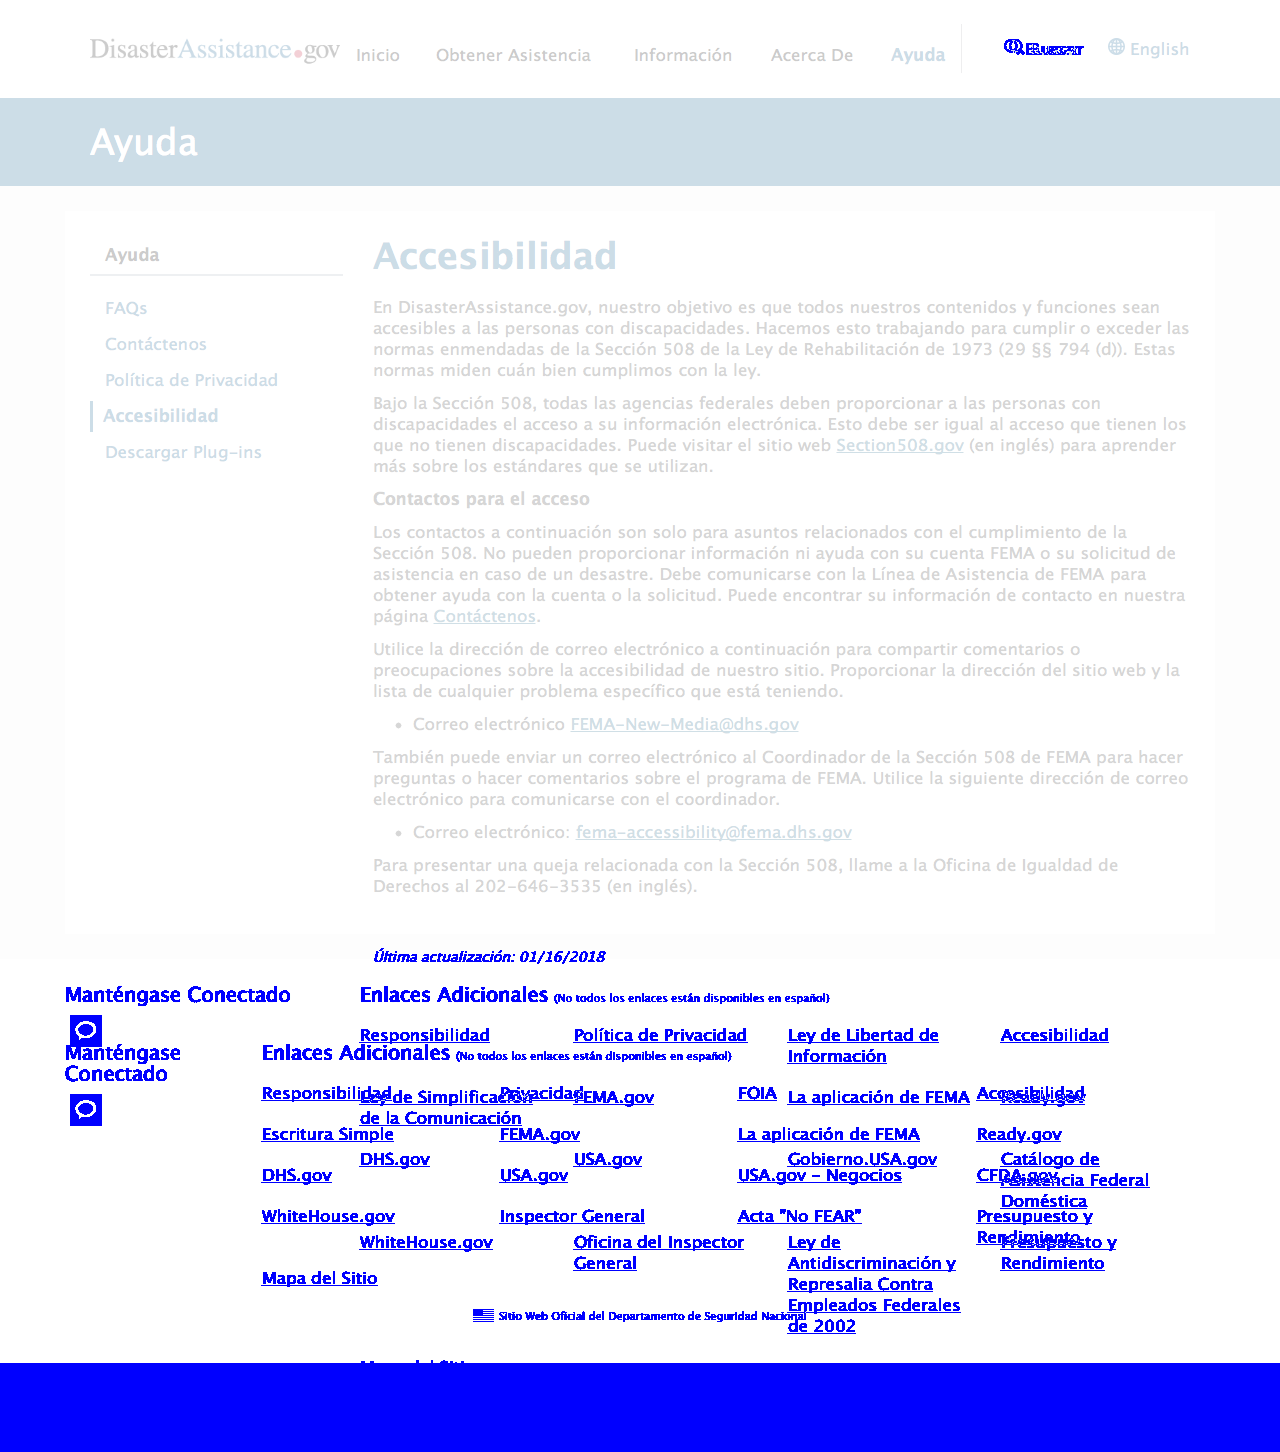 DisasterAssistance.gov Inicio Obtener Asistencia Información Acerca De Ayuda Buscar English
Ayuda
Ayuda
FAQs
Contáctenos
Política de Privacidad
Accesibilidad
Descargar Plug-ins
Accesibilidad
En DisasterAssistance.gov, nuestro objetivo es que todos nuestros contenidos y funciones sean
accesibles a las personas con discapacidades. Hacemos esto trabajando para cumplir o exceder las
normas enmendadas de la Sección 508 de la Ley de Rehabilitación de 1973 (29 §§ 794 (d)). Estas
normas miden cuán bien cumplimos con la ley.
Bajo la Sección 508, todas las agencias federales deben proporcionar a las personas con
discapacidades el acceso a su información electrónica. Esto debe ser igual al acceso que tienen los
que no tienen discapacidades. Puede visitar el sitio web Section508.gov (en inglés) para aprender
más sobre los estándares que se utilizan.
Contactos para el acceso
Los contactos a continuación son solo para asuntos relacionados con el cumplimiento de la
Sección 508. No pueden proporcionar información ni ayuda con su cuenta FEMA o su solicitud de
asistencia en caso de un desastre. Debe comunicarse con la Línea de Asistencia de FEMA para
obtener ayuda con la cuenta o la solicitud. Puede encontrar su información de contacto en nuestra
página Contáctenos.
Utilice la dirección de correo electrónico a continuación para compartir comentarios o
preocupaciones sobre la accesibilidad de nuestro sitio. Proporcionar la dirección del sitio web y la
lista de cualquier problema específico que está teniendo.
• Correo electrónico FEMA-New-Media@dhs.gov
También puede enviar un correo electrónico al Coordinador de la Sección 508 de FEMA para hacer
preguntas o hacer comentarios sobre el programa de FEMA. Utilice la siguiente dirección de correo
electrónico para comunicarse con el coordinador.
• Correo electrónico: fema-accessibility@fema.dhs.gov
Para presentar una queja relacionada con la Sección 508, llame a la Oficina de Igualdad de
Derechos al 202-646-3535 (en inglés).
Última actualización: 01/16/2018
Manténgase Conectado Enlaces Adicionales (No todos los enlaces están disponibles en español)
Responsibilidad Política de Privacidad Ley de Libertad de Accesibilidad
Información
Manténgase Enlaces Adicionales (No todos los enlaces están disponibles en español)
Conectado
Responsibilidad Privacidad FOIA Accesibilidad
Ley de Simplificación FEMA.gov La aplicación de FEMA Ready.gov
de la Comunicación
Escritura Simple FEMA.gov La aplicación de FEMA Ready.gov
DHS.gov USA.gov Gobierno.USA.gov Catálogo de
DHS.gov USA.gov USA.gov - Negocios CFDA.gov
Asistencia Federal
Doméstica
WhiteHouse.gov Inspector General Acta "No FEAR" Presupuesto y
Rendimiento
WhiteHouse.gov Oficina del Inspector Ley de Presupuesto y
General Antidiscriminación y Rendimiento
Mapa del Sitio
Represalia Contra
Empleados Federales
Sitio Web Oficial del Departamento de Seguridad Nacional
de 2002
Mapa del Sitio